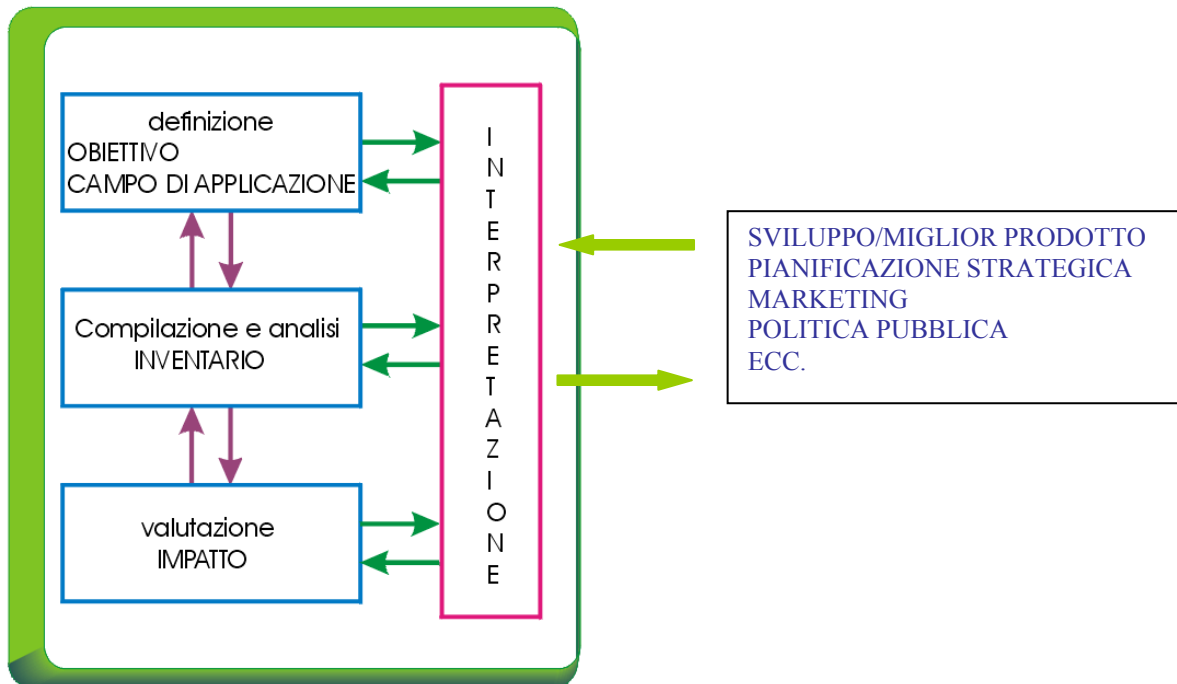 definizione
OBIETTIVO
CAMPO DI APPLICAZIONE
Compilazione e analisi
INVENTARIO
valutazione
IMPATTO
INTERPRETAZIONE
SVILUPPO/MIGLIOR PRODOTTO
PIANIFICAZIONE STRATEGICA
MARKETING
POLITICA PUBBLICA
ECC.